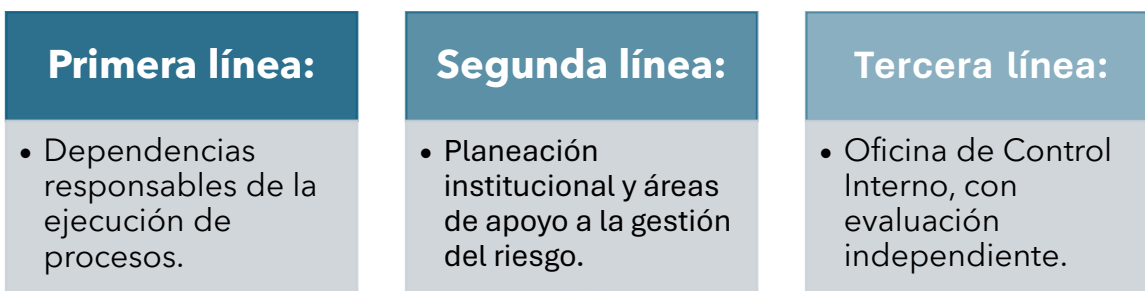 Primera línea:
• Dependencias
responsables de la
ejecución de
procesos.
Segunda línea:
• Planeación
institucional y áreas
de apoyo a la gestión
del riesgo.
Tercera línea:
• Oficina de Control
Interno, con
evaluación
independiente.